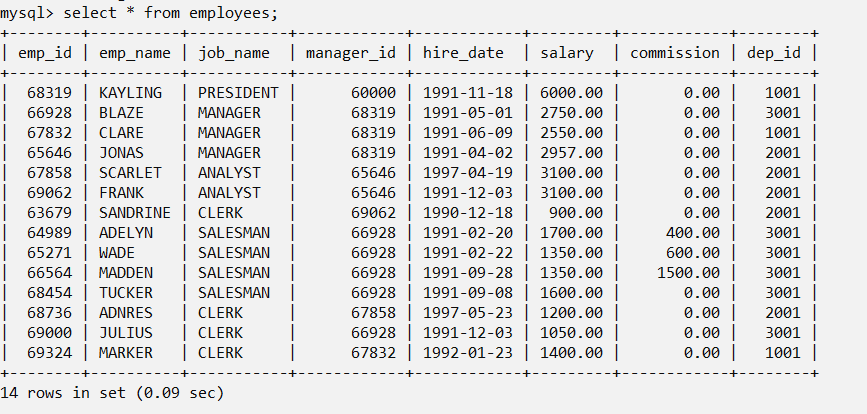 mysql> select * from employees;
+--------+----------+-----------+------------+------------+---------+------------+--------+
| emp_id | emp_name | job_name  | manager_id | hire_date  | salary  | commission | dep_id |
+--------+----------+-----------+------------+------------+---------+------------+--------+
|  68319 | KAYLING  | PRESIDENT |      60000 | 1991-11-18 | 6000.00 |       0.00 |   1001 |
|  66928 | BLAZE    | MANAGER   |      68319 | 1991-05-01 | 2750.00 |       0.00 |   3001 |
|  67832 | CLARE    | MANAGER   |      68319 | 1991-06-09 | 2550.00 |       0.00 |   1001 |
|  65646 | JONAS    | MANAGER   |      68319 | 1991-04-02 | 2957.00 |       0.00 |   2001 |
|  67858 | SCARLET  | ANALYST   |      65646 | 1997-04-19 | 3100.00 |       0.00 |   2001 |
|  69062 | FRANK    | ANALYST   |      65646 | 1991-12-03 | 3100.00 |       0.00 |   2001 |
|  63679 | SANDRINE | CLERK     |      69062 | 1990-12-18 |  900.00 |       0.00 |   2001 |
|  64989 | ADELYN   | SALESMAN  |      66928 | 1991-02-20 | 1700.00 |     400.00 |   3001 |
|  65271 | WADE     | SALESMAN  |      66928 | 1991-02-22 | 1350.00 |     600.00 |   3001 |
|  66564 | MADDEN   | SALESMAN  |      66928 | 1991-09-28 | 1350.00 |    1500.00 |   3001 |
|  68454 | TUCKER   | SALESMAN  |      66928 | 1991-09-08 | 1600.00 |       0.00 |   3001 |
|  68736 | ADNRES   | CLERK     |      67858 | 1997-05-23 | 1200.00 |       0.00 |   2001 |
|  69000 | JULIUS   | CLERK     |      66928 | 1991-12-03 | 1050.00 |       0.00 |   3001 |
|  69324 | MARKER   | CLERK     |      67832 | 1992-01-23 | 1400.00 |       0.00 |   1001 |
+--------+----------+-----------+------------+------------+---------+------------+--------+
14 rows in set (0.09 sec)